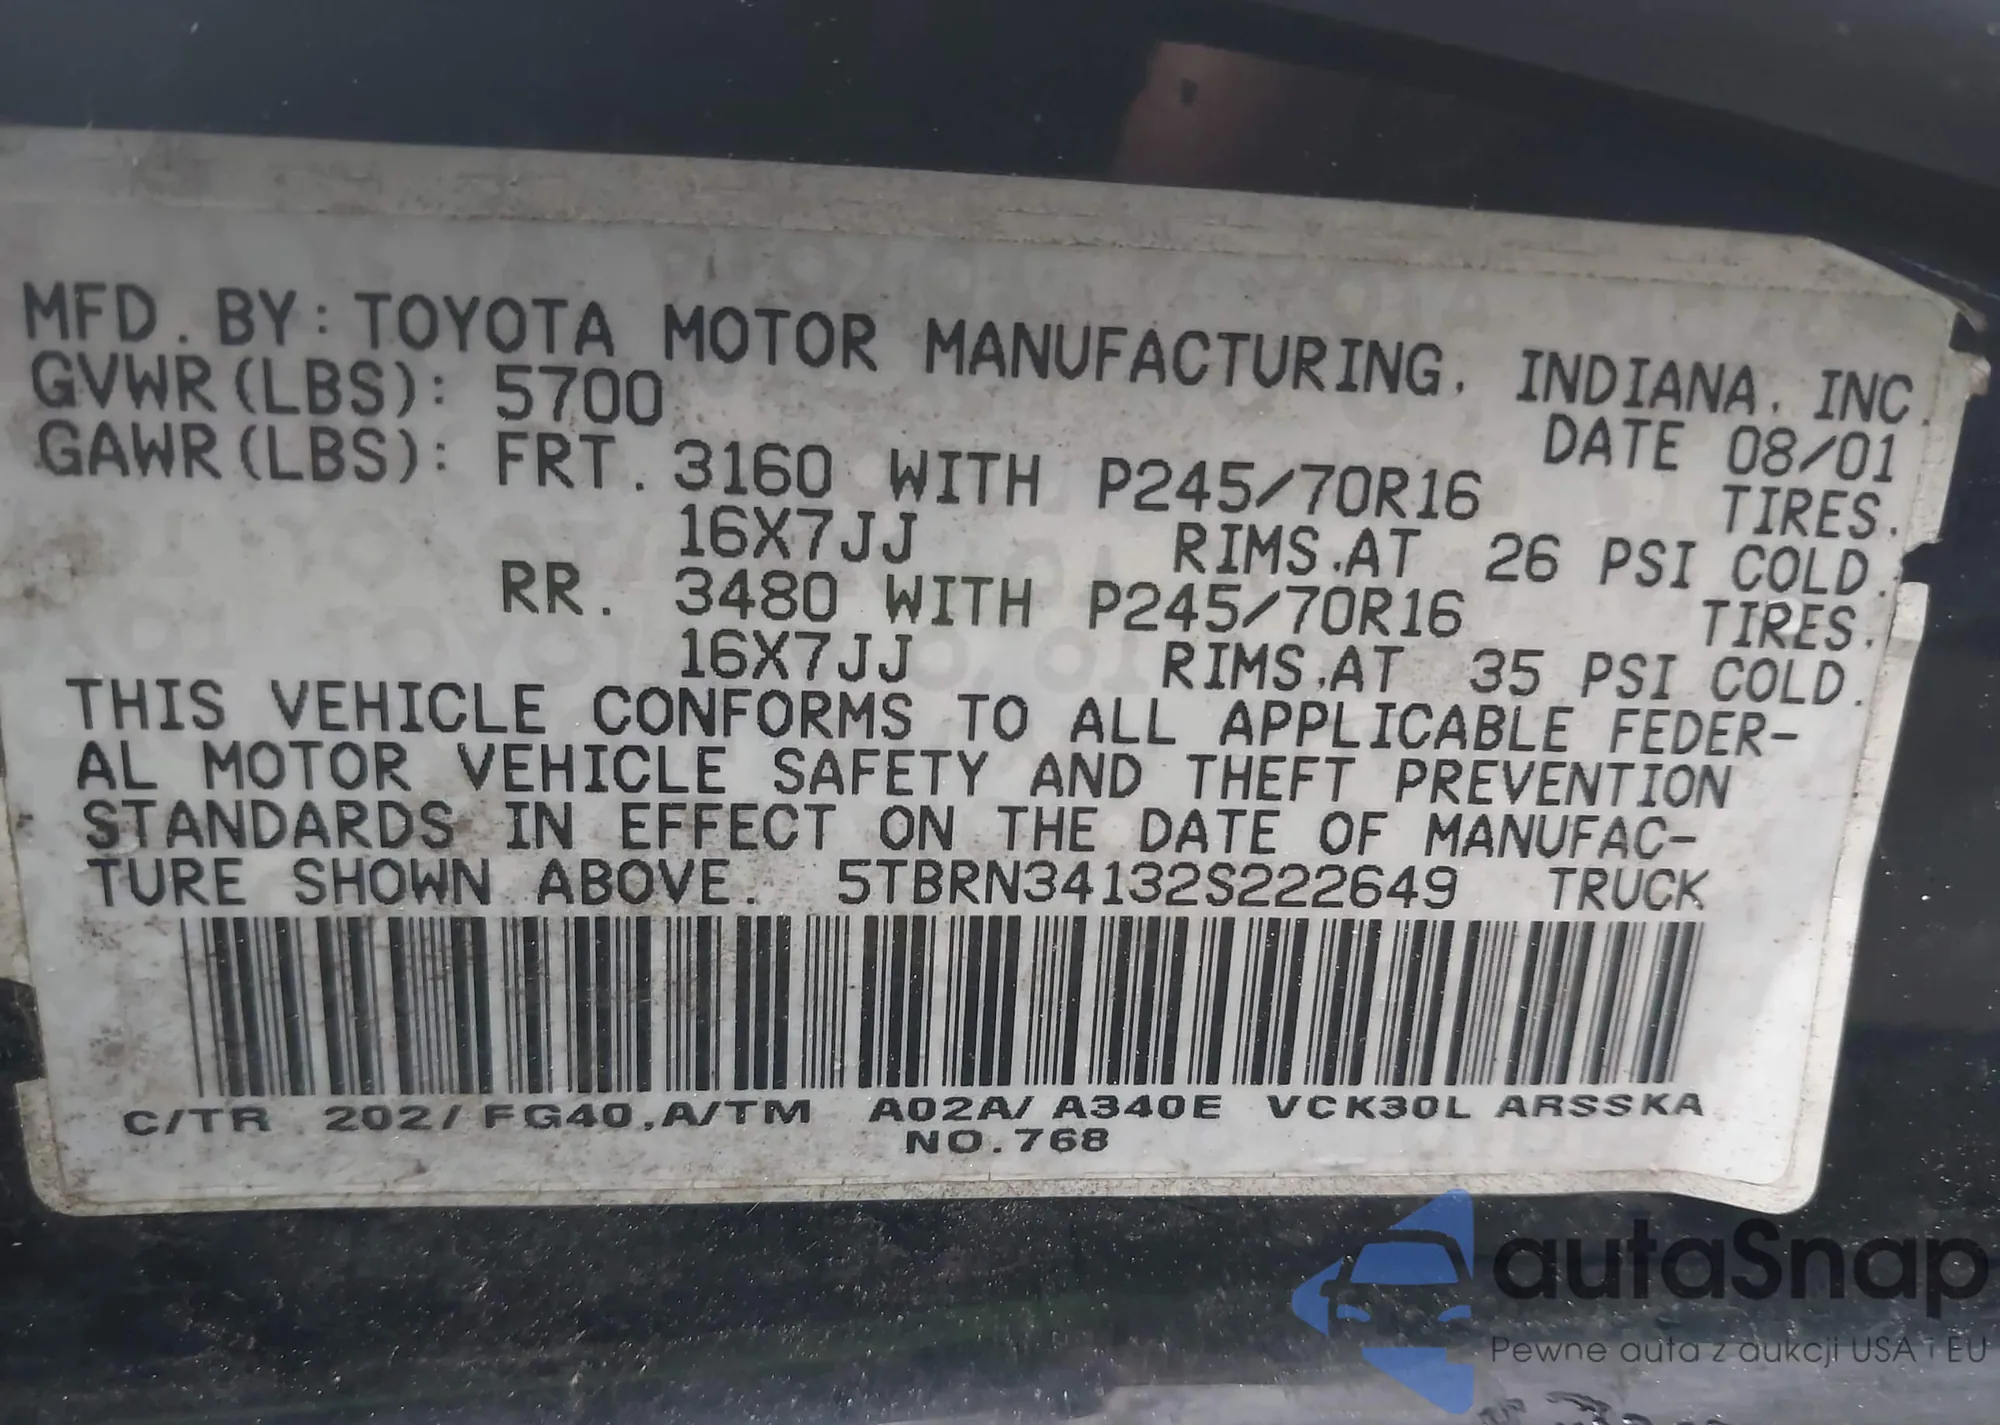 MFD. BY: TOYOTA MOTOR MANUFACTURING, INDIANA, INC.
GVWR(LBS): 5700 DATE 08/01
GAWR(LBS): FRT. 3160 WITH P245/70R16 TIRES.
16X7JJ RIMS.AT 26 PSI COLD.
RR. 3480 WITH P245/70R16 TIRES.
16X7JJ RIMS.AT 35 PSI COLD.
THIS VEHICLE CONFORMS TO ALL APPLICABLE FEDER-
AL MOTOR VEHICLE SAFETY AND THEFT PREVENTION
STANDARDS IN EFFECT ON THE DATE OF MANUFAC-
TURE SHOWN ABOVE. 5TBRN34132S222649 TRUCK
C/TR 202/FG40,A/TM A02A/A340E VCK30L ARSSKA
NO.768
autaSnap
Pewne auta z aukcji USA i EU